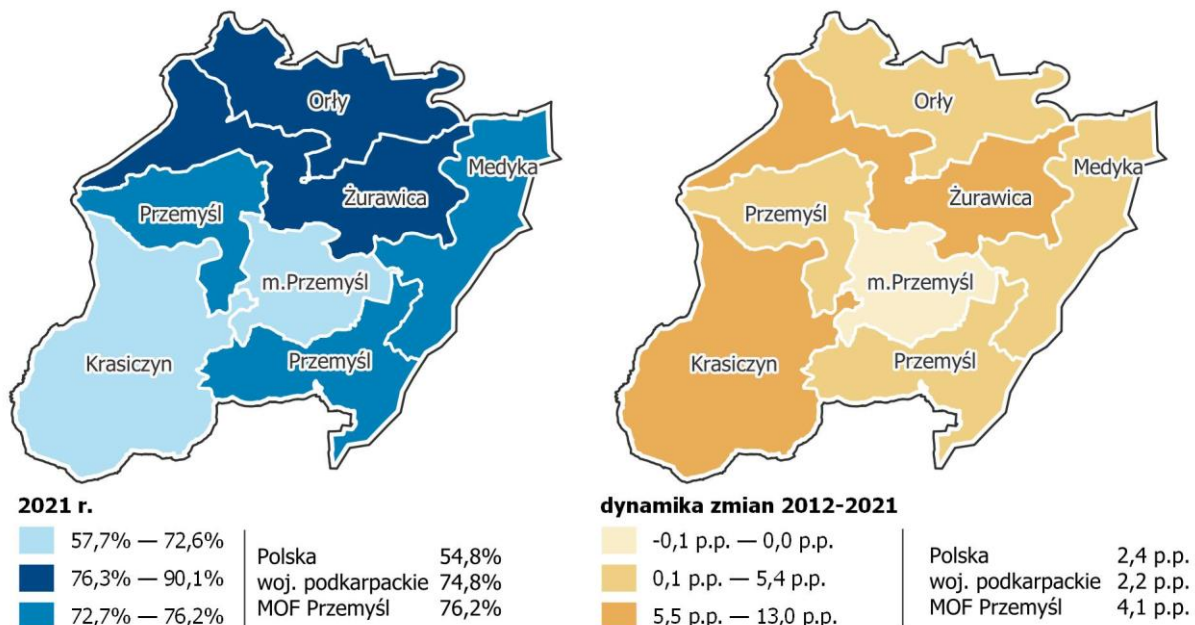 Orły
Medyka
Żurawica
Przemyśl
m.Przemyśl
Krasiczyn
Przemyśl
2021 r.
57,7% — 72,6%
76,3% — 90,1%
72,7% — 76,2%
Polska 54,8%
woj. podkarpackie 74,8%
MOF Przemyśl 76,2%
Orły
Medyka
Żurawica
Przemyśl
m.Przemyśl
Krasiczyn
Przemyśl
dynamika zmian 2012-2021
-0,1 p.p. — 0,0 p.p.
0,1 p.p. — 5,4 p.p.
5,5 p.p. — 13,0 p.p.
Polska 2,4 p.p.
woj. podkarpackie 2,2 p.p.
MOF Przemyśl 4,1 p.p.